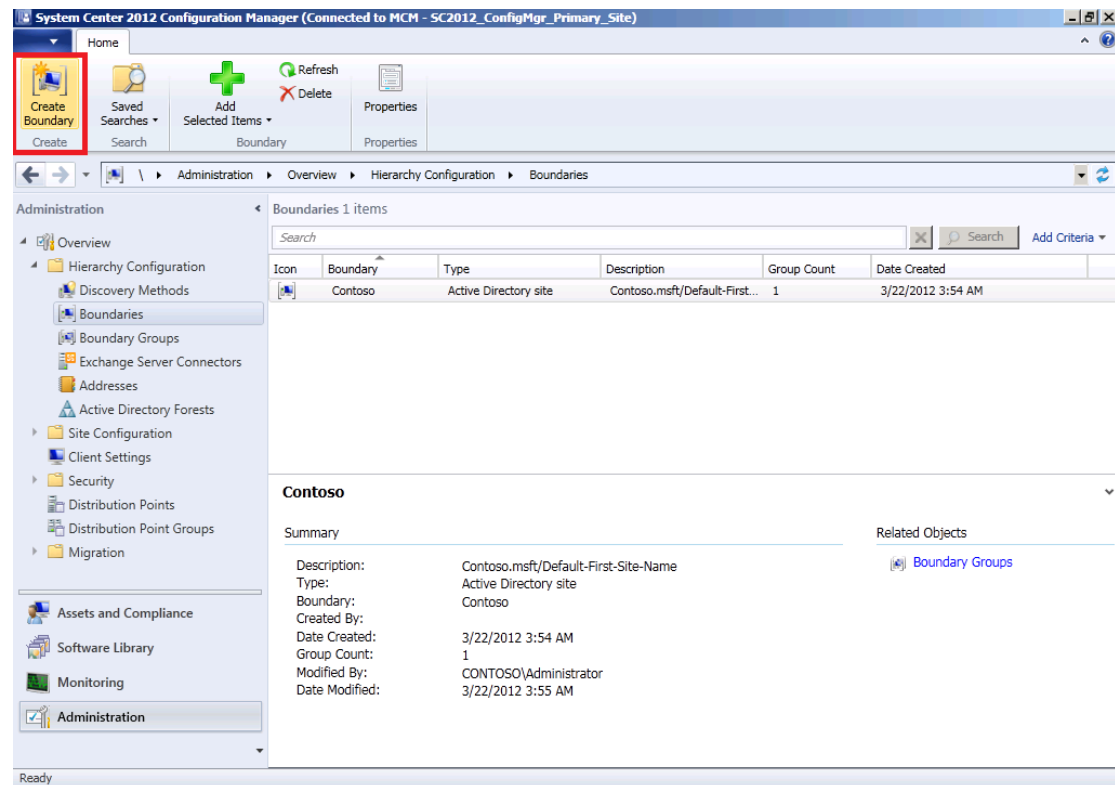 System Center 2012 Configuration Manager (Connected to MCM - SC2012_ConfigMgr_Primary_Site)
Home
Create Boundary
Saved Searches
Add Selected Items
Refresh
Delete
Properties
Create
Search
Boundary
Properties
\ Administration Overview Hierarchy Configuration Boundaries
Administration
Overview
Hierarchy Configuration
Discovery Methods
Boundaries
Boundary Groups
Exchange Server Connectors
Addresses
Active Directory Forests
Site Configuration
Client Settings
Security
Distribution Points
Distribution Point Groups
Migration
Assets and Compliance
Software Library
Monitoring
Administration
Boundaries 1 items
Search
Search
Add Criteria
Icon Boundary Type Description Group Count Date Created
Contoso Active Directory site Contoso.msft/Default-First... 1 3/22/2012 3:54 AM
Contoso
Summary
Description: Contoso.msft/Default-First-Site-Name
Type: Active Directory site
Boundary: Contoso
Created By:
Date Created: 3/22/2012 3:54 AM
Group Count: 1
Modified By: CONTOSO\Administrator
Date Modified: 3/22/2012 3:55 AM
Related Objects
Boundary Groups
Ready